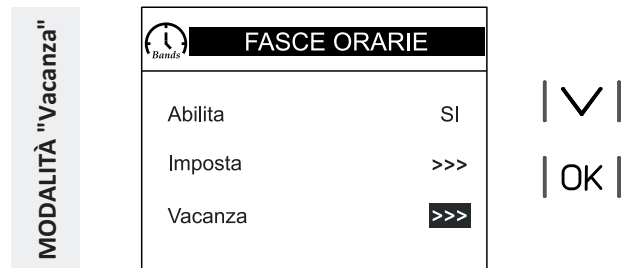 MODALITÀ "Vacanza"
Bands
FASCE ORARIE
Abilita SI
Imposta >>>
Vacanza >>>
OK